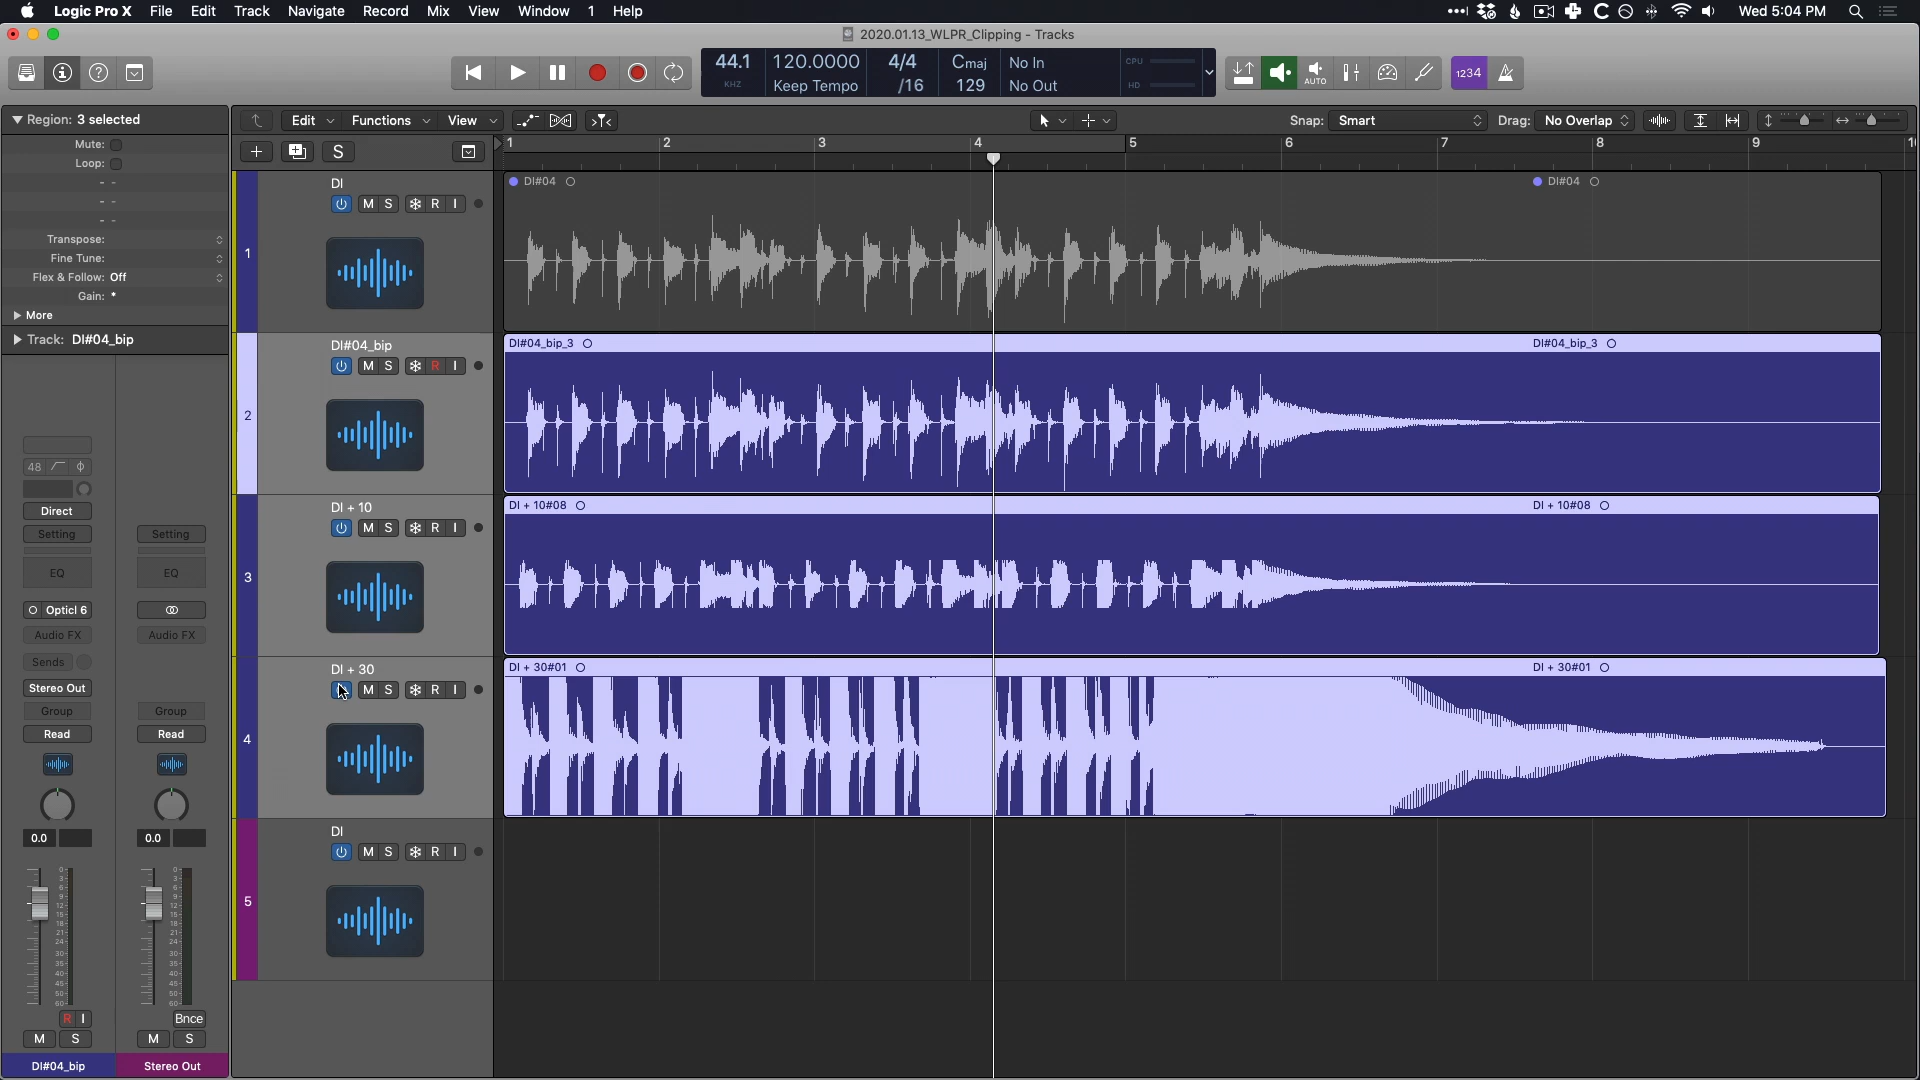 Logic Pro X File Edit Track Navigate Record Mix View Window 1 Help
Wed 5:04 PM
2020.01.13_WLPR_Clipping - Tracks
44.1 120.0000 4/4 Cmaj No In CPU
KHZ Keep Tempo /16 129 No Out HD
AUTO
1234
Region: 3 selected
Mute:
Loop:
- -
- -
- -
Transpose:
Fine Tune:
Flex & Follow: Off
Gain:
More
Track: DI#04_bip
Edit Functions View
Snap: Smart Drag: No Overlap
S
1 2 3 4 5 6 7 8 9
DI
M S R I
1
DI#04 DI#04
DI#04_bip
M S R I
2
DI#04_bip_3 DI#04_bip_3
DI + 10
M S R I
3
DI + 10#08 DI + 10#08
DI + 30
M S R I
4
DI + 30#01 DI + 30#01
DI
M S R I
5
48
Direct
Setting Setting
EQ EQ
Opticl 6
Audio FX Audio FX
Sends
Stereo Out
Group Group
Read Read
0.0 0.0
R I Bnce
M S M S
DI#04_bip Stereo Out